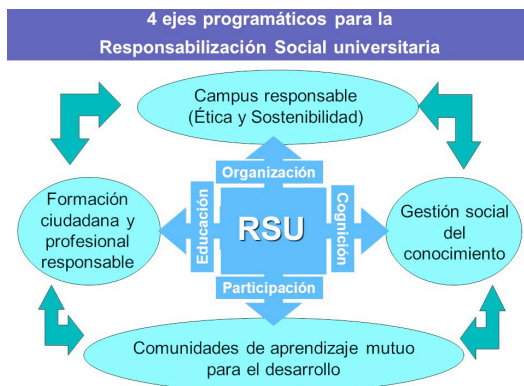 4 ejes programáticos para la
Responsabilización Social universitaria
Campus responsable
(Ética y Sostenibilidad)
Organización
Formación
ciudadana y
profesional
responsable
Educación
RSU
Cognición
Gestión social
del
conocimiento
Participación
Comunidades de aprendizaje mutuo
para el desarrollo